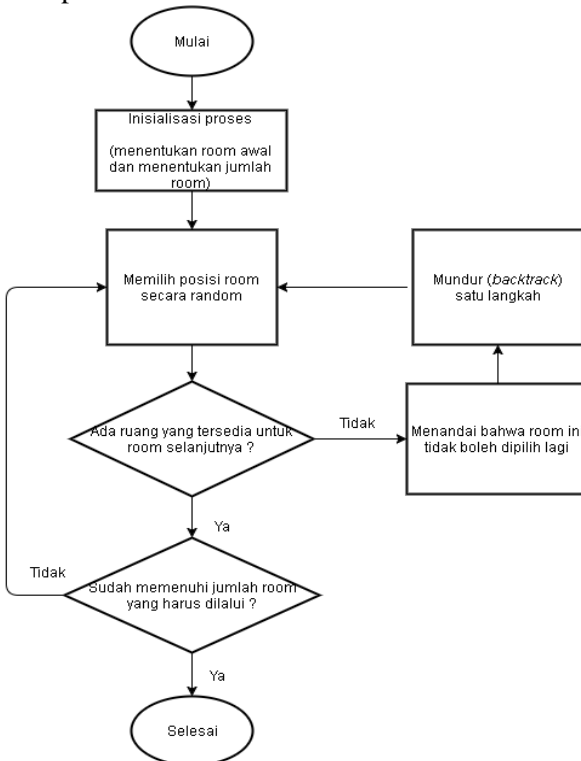 Mulai
Inisialisasi proses
(menentukan room awal
dan menentukan jumlah
room)
Memilih posisi room
secara random
Mundur (backtrack)
satu langkah
Ada ruang yang tersedia untuk
room selanjutnya ?
Tidak
Menandai bahwa room in
tidak boleh dipilih lagi
Ya
Tidak
Sudah memenuhi jumlah room
yang harus dilalui ?
Ya
Selesai